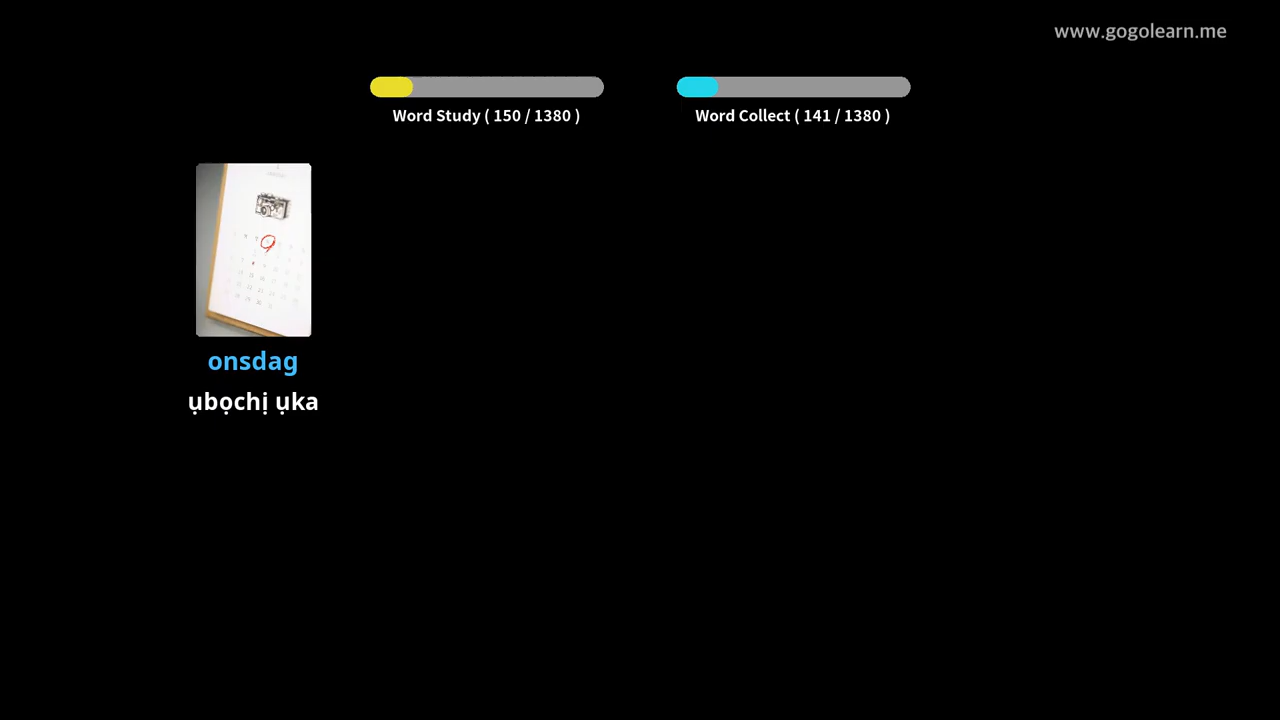 www.gogolearn.me
Word Study ( 150 / 1380 )
Word Collect ( 141 / 1380 )
onsdag
ụbọchị ụka